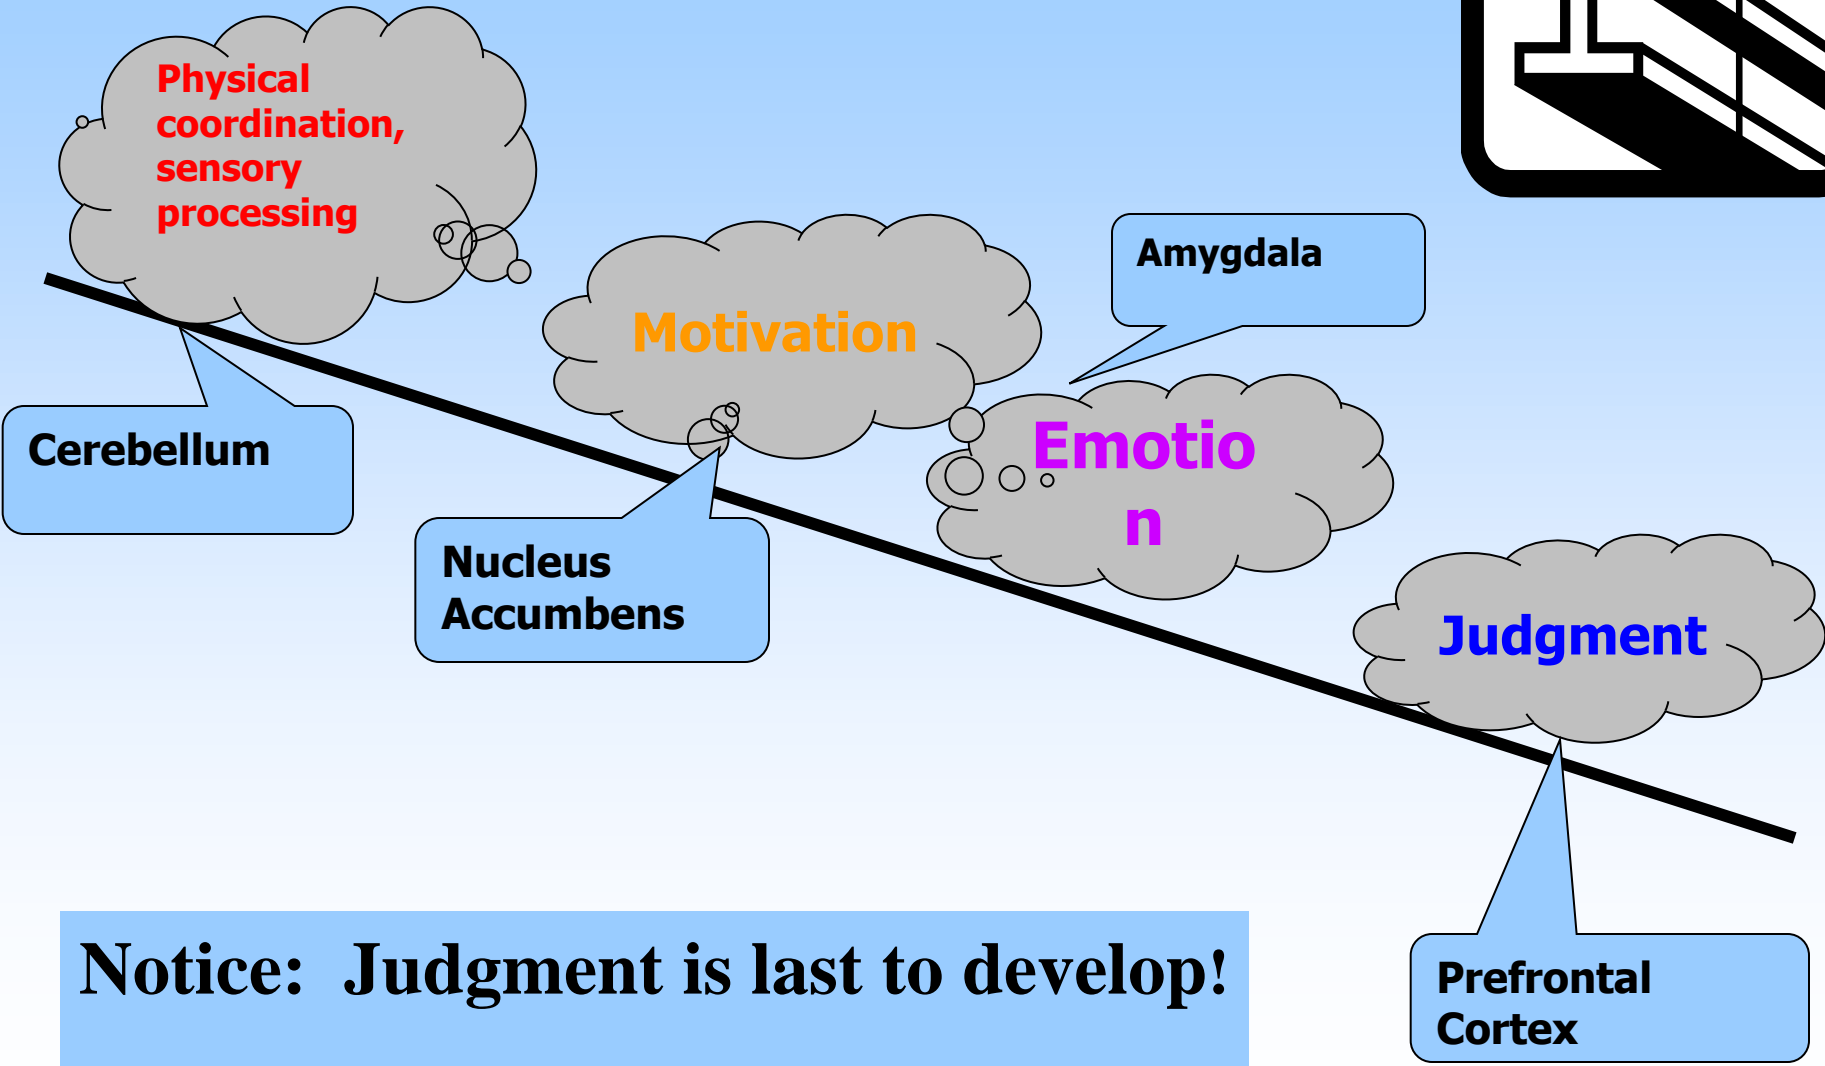 Physical
coordination,
sensory
processing
Motivation
Amygdala
Emotio
n
Cerebellum
Nucleus
Accumbens
Judgment
Notice:  Judgment is last to develop!
Prefrontal
Cortex